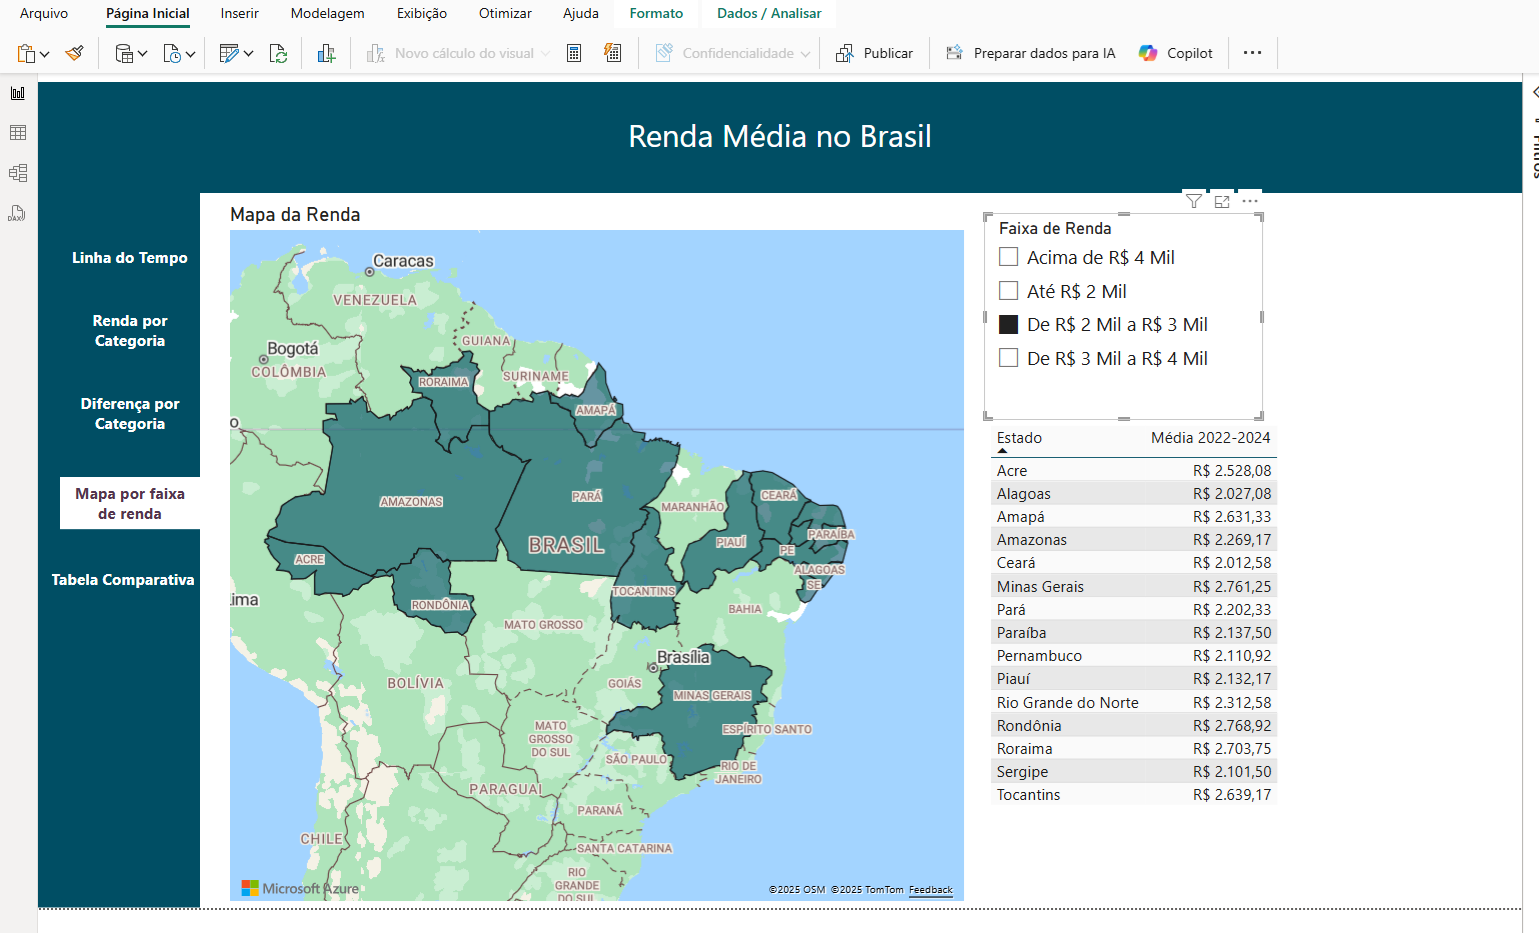 Arquivo Página Inicial Inserir Modelagem Exibição Otimizar Ajuda Formato Dados / Analisar
Novo cálculo do visual Confidencialidade Publicar Preparar dados para IA Copilot
Renda Média no Brasil
Filtros
Linha do Tempo
Renda por
Categoria
Diferença por
Categoria
Mapa por faixa
de renda
Tabela Comparativa
Mapa da Renda
Caracas
VENEZUELA
GUIANA
Bogotá
COLÔMBIA
SURINAME
RORAIMA
AMAPÁ
o
AMAZONAS
PARÁ
MARANHÃO
CEARÁ
PARAÍBA
BRASIL
PIAUÍ
PE
ACRE
ALAGOAS
SE
TOCANTINS
ima
RONDÔNIA
BAHIA
MATO GROSSO
Brasília
BOLÍVIA
GOIÁS
MINAS GERAIS
MATO
GROSSO
DO SUL
ESPÍRITO SANTO
SÃO PAULO
RIO DE
JANEIRO
PARAGUAI
PARANÁ
CHILE
SANTA CATARINA
RIO
GRANDE
DO SUL
Microsoft Azure
©2025 OSM ©2025 TomTom Feedback
Faixa de Renda
Acima de R$ 4 Mil
Até R$ 2 Mil
De R$ 2 Mil a R$ 3 Mil
De R$ 3 Mil a R$ 4 Mil
Estado Média 2022-2024
Acre R$ 2.528,08
Alagoas R$ 2.027,08
Amapá R$ 2.631,33
Amazonas R$ 2.269,17
Ceará R$ 2.012,58
Minas Gerais R$ 2.761,25
Pará R$ 2.202,33
Paraíba R$ 2.137,50
Pernambuco R$ 2.110,92
Piauí R$ 2.132,17
Rio Grande do Norte R$ 2.312,58
Rondônia R$ 2.768,92
Roraima R$ 2.703,75
Sergipe R$ 2.101,50
Tocantins R$ 2.639,17